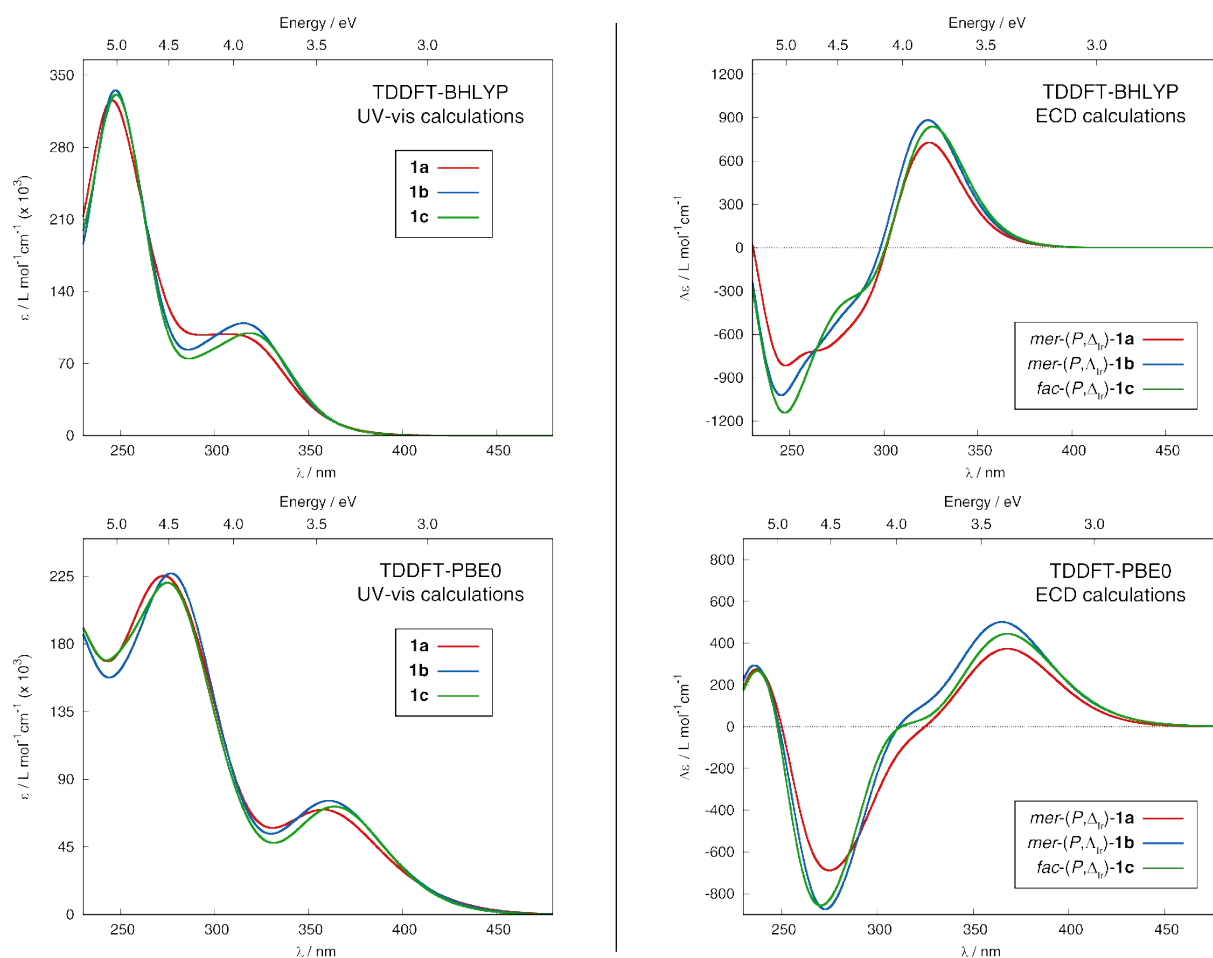 Energy / eV
5.0 4.5 4.0 3.5 3.0
TDDFT-BHLYP
UV-vis calculations
1a
1b
1c
ε / L mol⁻¹cm⁻¹ (x 10³)
350
280
210
140
70
0
250 300 350 400 450
λ / nm
Energy / eV
5.0 4.5 4.0 3.5 3.0
TDDFT-BHLYP
ECD calculations
mer-(P,Δ_Ir)-1a
mer-(P,Λ_Ir)-1b
fac-(P,Δ_Ir)-1c
Δε / L mol⁻¹cm⁻¹
1200
900
600
300
0
-300
-600
-900
-1200
250 300 350 400 450
λ / nm
Energy / eV
5.0 4.5 4.0 3.5 3.0
TDDFT-PBE0
UV-vis calculations
1a
1b
1c
ε / L mol⁻¹cm⁻¹ (x 10³)
225
180
135
90
45
0
250 300 350 400 450
λ / nm
Energy / eV
5.0 4.5 4.0 3.5 3.0
TDDFT-PBE0
ECD calculations
mer-(P,Δ_Ir)-1a
mer-(P,Δ_Ir)-1b
fac-(P,Δ_Ir)-1c
Δε / L mol⁻¹cm⁻¹
800
600
400
200
0
-200
-400
-600
-800
250 300 350 400 450
λ / nm